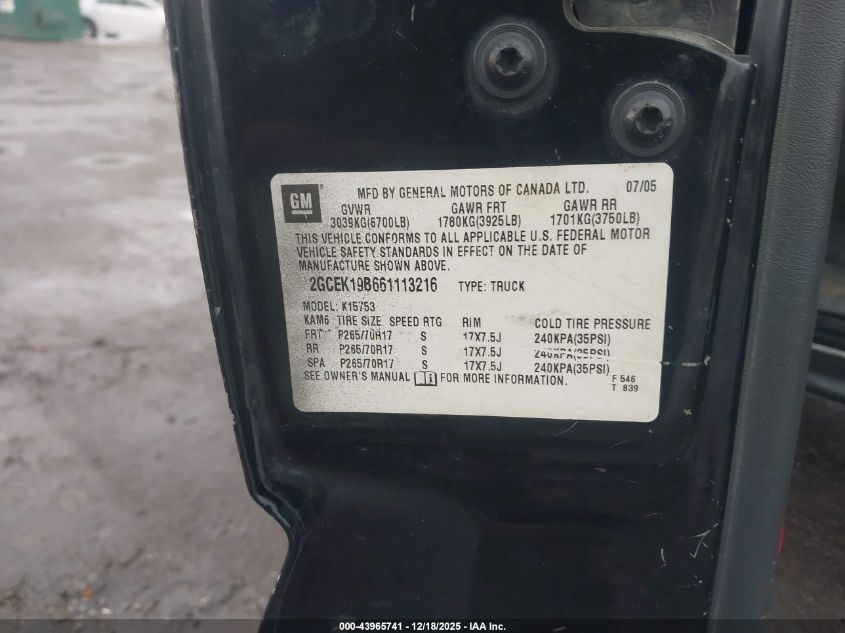 GM
MFD BY GENERAL MOTORS OF CANADA LTD. 07/05
GVWR GAWR FRT GAWR RR
3039KG(6700LB) 1780KG(3925LB) 1701KG(3750LB)
THIS VEHICLE CONFORMS TO ALL APPLICABLE U.S. FEDERAL MOTOR
VEHICLE SAFETY STANDARDS IN EFFECT ON THE DATE OF
MANUFACTURE SHOWN ABOVE.
2GCEK19B661113216 TYPE: TRUCK
MODEL: K15753
KAM6 TIRE SIZE SPEED RTG RIM COLD TIRE PRESSURE
FRT P265/70R17 S 17X7.5J 240KPA(35PSI)
RR P265/70R17 S 17X7.5J 240KPA(35PSI)
SPA P265/70R17 S 17X7.5J 240KPA(35PSI)
SEE OWNER'S MANUAL FOR MORE INFORMATION.
F 546
T 839
000-43965741 - 12/18/2025 - IAA Inc.